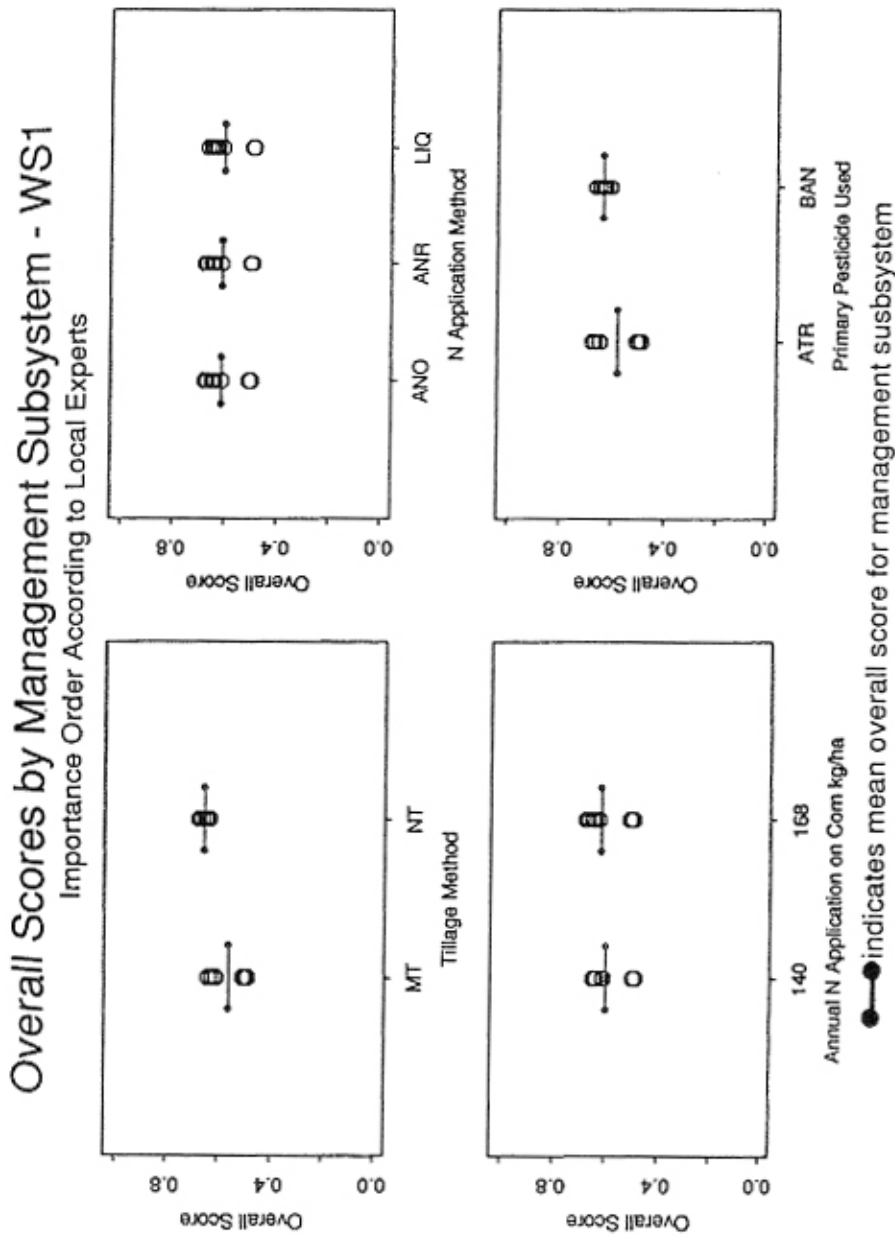 Overall Scores by Management Subsystem - WS1
Importance Order According to Local Experts
Overall Score
0.8
0.4
0.0
MT NT
Tillage Method
Overall Score
0.8
0.4
0.0
ANO ANR LIQ
N Application Method
Overall Score
0.8
0.4
0.0
140 168
Annual N Application on Corn kg/ha
Overall Score
0.8
0.4
0.0
ATR BAN
Primary Pesticide Used
indicates mean overall score for management susbsystem